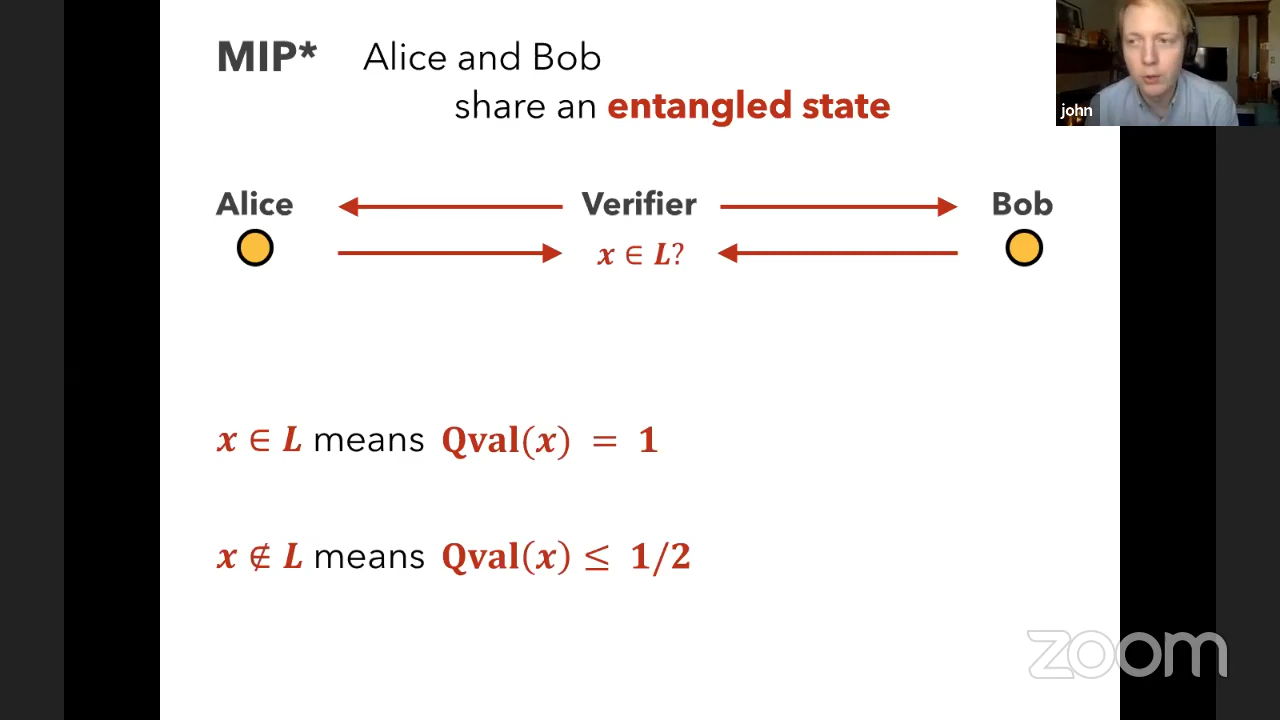 MIP* Alice and Bob
share an entangled state
john
Alice Verifier Bob
x ∈ L?
x ∈ L means Qval(x) = 1
x ∉ L means Qval(x) ≤ 1/2
zoom